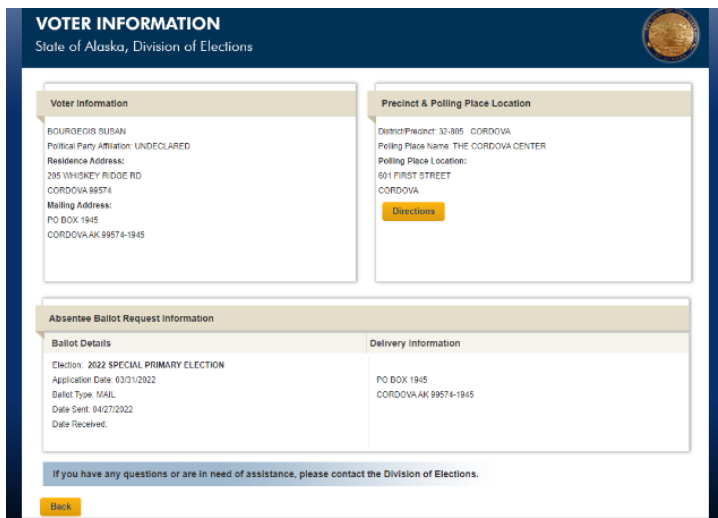 VOTER INFORMATION
State of Alaska, Division of Elections
Voter Information
BOURGEOIS SUSAN
Political Party Affiliation: UNDECLARED
Residence Address:
205 WHISKEY RIDGE RD
CORDOVA 99574
Mailing Address:
PO BOX 1945
CORDOVA AK 99574-1945
Precinct & Polling Place Location
District/Precinct: 32-805 CORDOVA
Polling Place Name: THE CORDOVA CENTER
Polling Place Location:
601 FIRST STREET
CORDOVA
Directions
Absentee Ballot Request Information
Ballot Details
Election: 2022 SPECIAL PRIMARY ELECTION
Application Date: 03/31/2022
Ballot Type: MAIL
Date Sent: 04/27/2022
Date Received:
Delivery Information
PO BOX 1945
CORDOVA AK 99574-1945
If you have any questions or are in need of assistance, please contact the Division of Elections.
Back